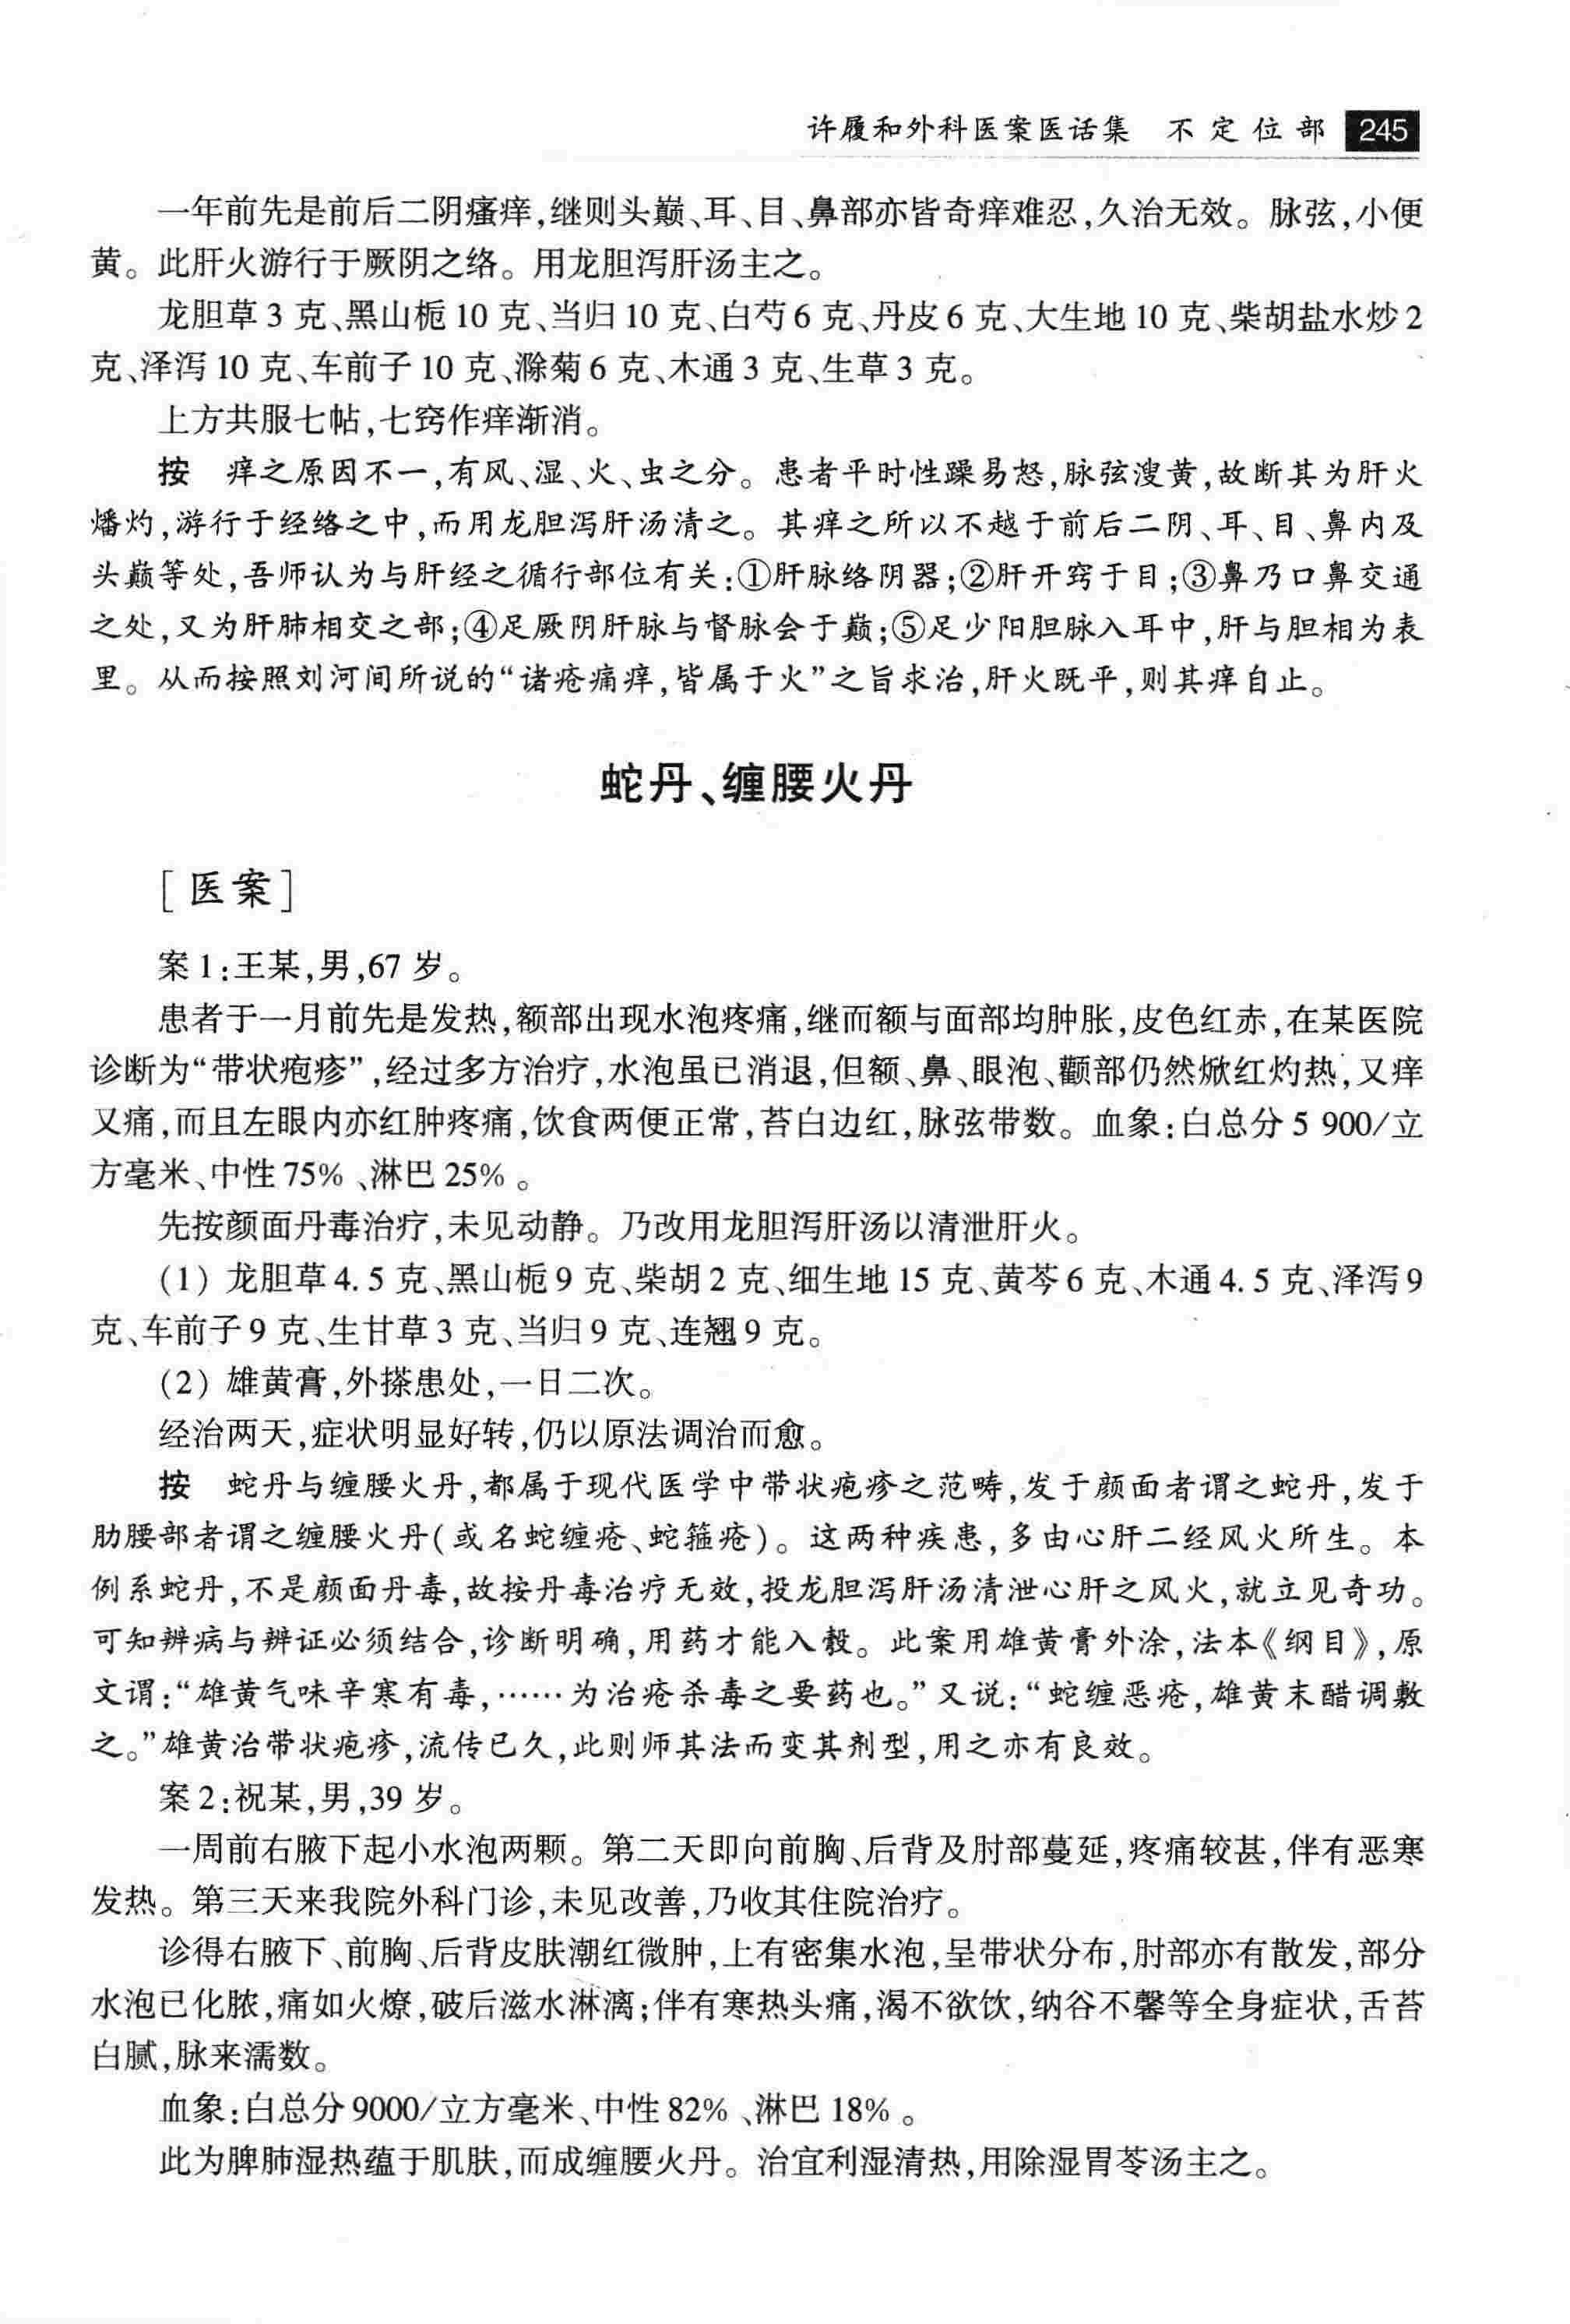 许履和外科医案医话集 不定位部 245
一年前先是前后二阴瘙痒,继则头巅、耳、目、鼻部亦皆奇痒难忍,久治无效。脉弦,小便
黄。此肝火游行于厥阴之络。用龙胆泻肝汤主之。
龙胆草3克、黑山栀10克、当归10克、白芍6克、丹皮6克、大生地10克、柴胡盐水炒2
克、泽泻10克、车前子10克、滁菊6克、木通3克、生草3克。
上方共服七帖,七窍作痒渐消。
按 痒之原因不一,有风、湿、火、虫之分。患者平时性躁易怒,脉弦溲黄,故断其为肝火
燔灼,游行于经络之中,而用龙胆泻肝汤清之。其痒之所以不越于前后二阴、耳、目、鼻内及
头巅等处,吾师认为与肝经之循行部位有关:①肝脉络阴器;②肝开窍于目;③鼻乃口鼻交通
之处,又为肝肺相交之部;④足厥阴肝脉与督脉会于巅;⑤足少阳胆脉入耳中,肝与胆相为表
里。从而按照刘河间所说的“诸疮痛痒,皆属于火”之旨求治,肝火既平,则其痒自止。
蛇丹、缠腰火丹
[医案]
案1:王某,男,67岁。
患者于一月前先是发热,额部出现水泡疼痛,继而额与面部均肿胀,皮色红赤,在某医院
诊断为“带状疱疹”,经过多方治疗,水泡虽已消退,但额、鼻、眼泡、颧部仍然焮红灼热,又痒
又痛,而且左眼内亦红肿疼痛,饮食两便正常,苔白边红,脉弦带数。血象:白总分5 900/立
方毫米、中性75%、淋巴25%。
先按颜面丹毒治疗,未见动静。乃改用龙胆泻肝汤以清泄肝火。
(1) 龙胆草4.5克、黑山栀9克、柴胡2克、细生地15克、黄芩6克、木通4.5克、泽泻9
克、车前子9克、生甘草3克、当归9克、连翘9克。
(2) 雄黄膏,外搽患处,一日二次。
经治两天,症状明显好转,仍以原法调治而愈。
按 蛇丹与缠腰火丹,都属于现代医学中带状疱疹之范畴,发于颜面者谓之蛇丹,发于
肋腰部者谓之缠腰火丹(或名蛇缠疮、蛇箍疮)。这两种疾患,多由心肝二经风火所生。本
例系蛇丹,不是颜面丹毒,故按丹毒治疗无效,投龙胆泻肝汤清泄心肝之风火,就立见奇功。
可知辨病与辨证必须结合,诊断明确,用药才能入彀。此案用雄黄膏外涂,法本《纲目》,原
文谓:“雄黄气味辛寒有毒,……为治疮杀毒之要药也。”又说:“蛇缠恶疮,雄黄末醋调敷
之。”雄黄治带状疱疹,流传已久,此则师其法而变其剂型,用之亦有良效。
案2:祝某,男,39岁。
一周前右腋下起小水泡两颗。第二天即向前胸、后背及肘部蔓延,疼痛较甚,伴有恶寒
发热。第三天来我院外科门诊,未见改善,乃收其住院治疗。
诊得右腋下、前胸、后背皮肤潮红微肿,上有密集水泡,呈带状分布,肘部亦有散发,部分
水泡已化脓,痛如火燎,破后滋水淋漓;伴有寒热头痛,渴不欲饮,纳谷不馨等全身症状,舌苔
白腻,脉来濡数。
血象:白总分9000/立方毫米、中性82%、淋巴18%。
此为脾肺湿热蕴于肌肤,而成缠腰火丹。治宜利湿清热,用除湿胃苓汤主之。